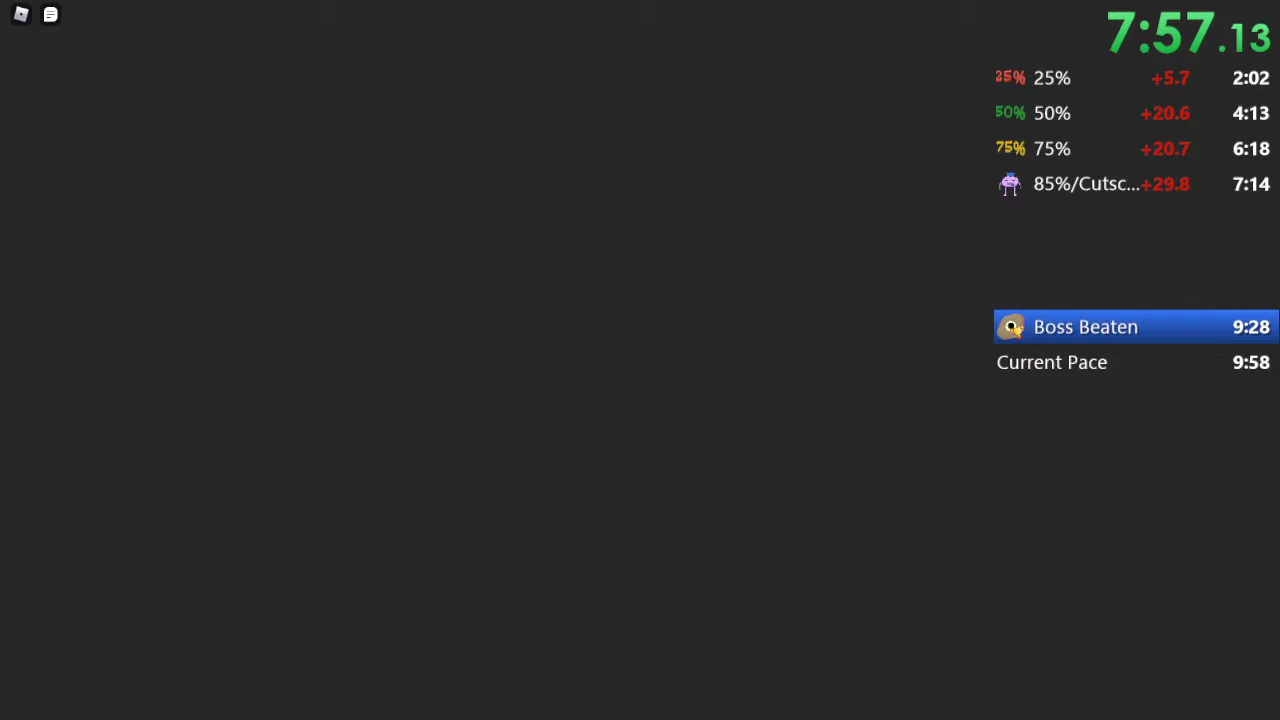 7:57.13
25% 25% +5.7 2:02
50% 50% +20.6 4:13
75% 75% +20.7 6:18
85%/Cutsc...+29.8 7:14
Boss Beaten 9:28
Current Pace 9:58